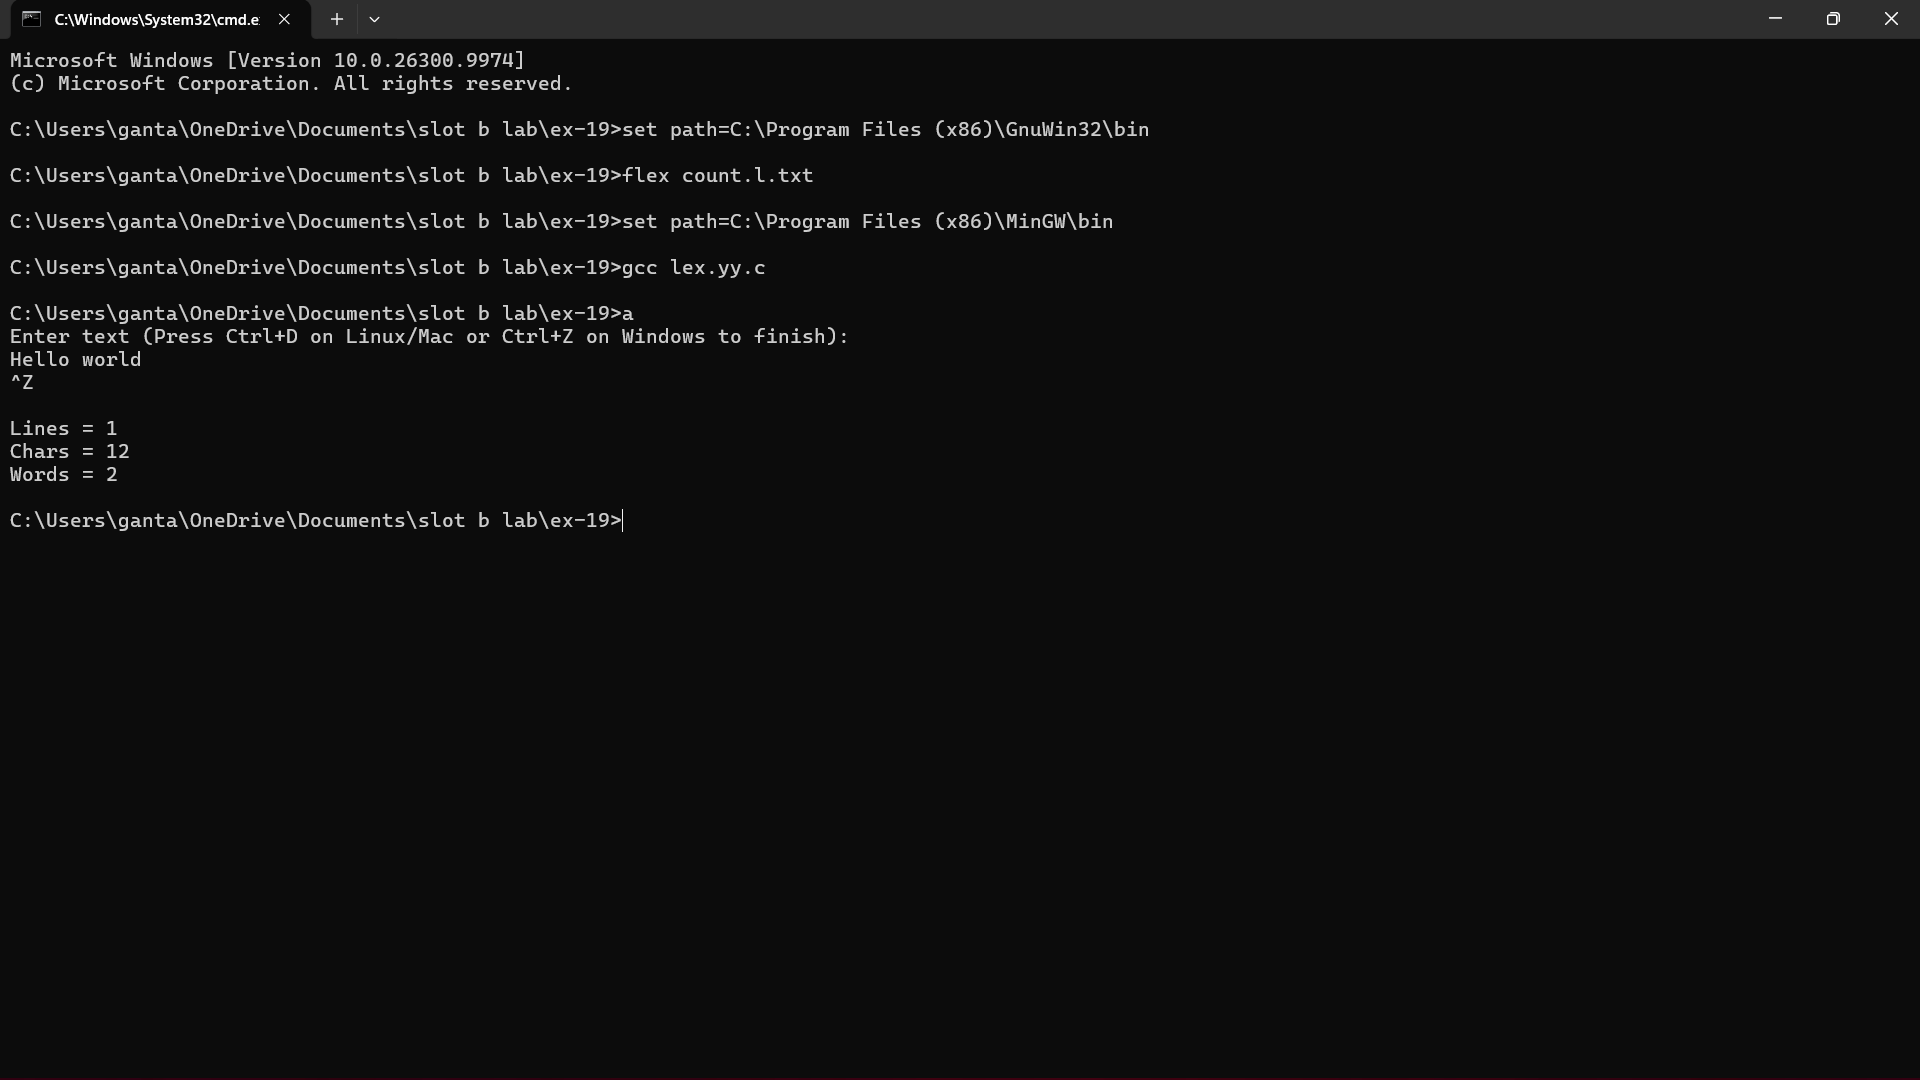 C:\Windows\System32\cmd.e
Microsoft Windows [Version 10.0.26300.9974]
(c) Microsoft Corporation. All rights reserved.
C:\Users\ganta\OneDrive\Documents\slot b lab\ex-19>set path=C:\Program Files (x86)\GnuWin32\bin
C:\Users\ganta\OneDrive\Documents\slot b lab\ex-19>flex count.l.txt
C:\Users\ganta\OneDrive\Documents\slot b lab\ex-19>set path=C:\Program Files (x86)\MinGW\bin
C:\Users\ganta\OneDrive\Documents\slot b lab\ex-19>gcc lex.yy.c
C:\Users\ganta\OneDrive\Documents\slot b lab\ex-19>a
Enter text (Press Ctrl+D on Linux/Mac or Ctrl+Z on Windows to finish):
Hello world
^Z
Lines = 1
Chars = 12
Words = 2
C:\Users\ganta\OneDrive\Documents\slot b lab\ex-19>